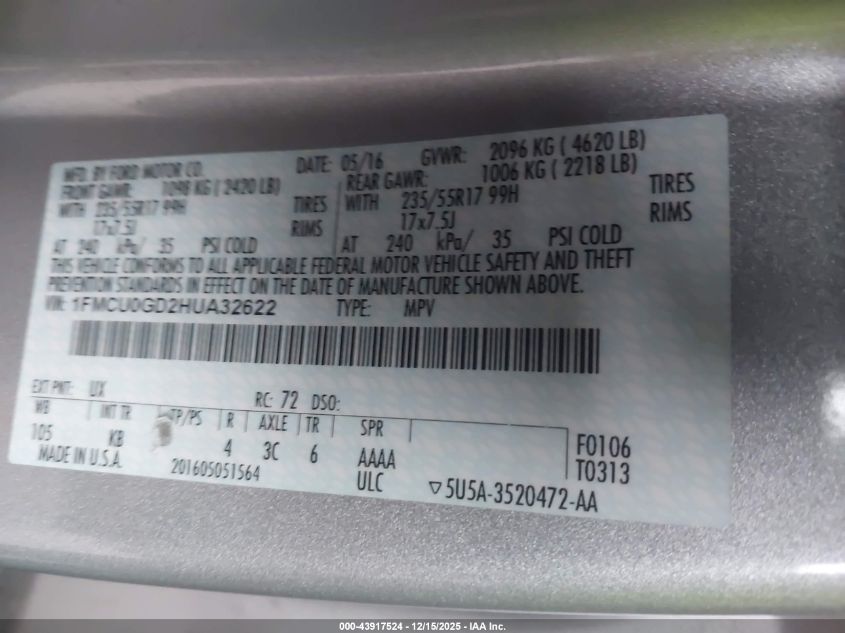 MFD. BY FORD MOTOR CO. DATE: 05/16 GVWR: 2096 KG ( 4620 LB)
FRONT GAWR: 1098 KG ( 2420 LB) REAR GAWR: 1006 KG ( 2218 LB)
WITH 235/55R17 99H TIRES WITH 235/55R17 99H TIRES
17x7.5J RIMS 17x7.5J RIMS
AT 240 kPa/ 35 PSI COLD AT 240 kPa/ 35 PSI COLD
THIS VEHICLE CONFORMS TO ALL APPLICABLE FEDERAL MOTOR VEHICLE SAFETY AND THEFT
PREVENTION STANDARDS IN EFFECT ON THE DATE OF MANUFACTURE SHOWN ABOVE.
VIN: 1FMCU0GD2HUA32622 TYPE: MPV
EXT PNT: UX RC: 72 DSO:
WB INT TR TP/PS R AXLE TR SPR
105 KB 4 3C 6 AAAA F0106
MADE IN U.S.A. 201605051564 ULC T0313
▽5U5A-3520472-AA
000-43917524 - 12/15/2025 - IAA Inc.